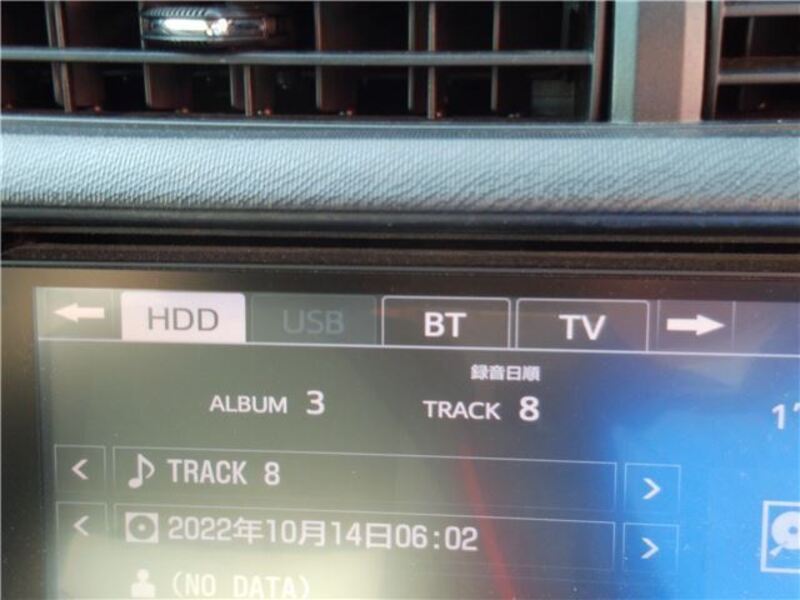 HDD USB BT TV
録音日順
ALBUM 3 TRACK 8
TRACK 8
2022年10月14日06:02
(NO DATA)